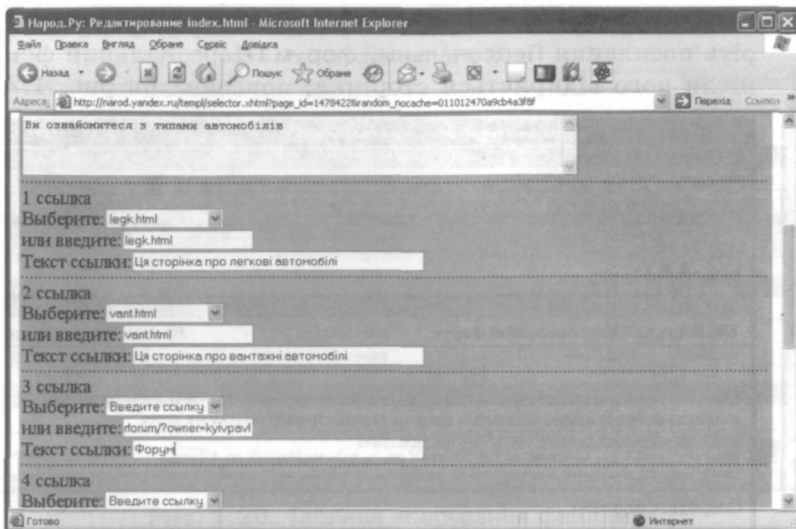 Народ.Ру: Редактирование index.html - Microsoft Internet Explorer
Файл Правка Вигляд Обране Сервіс Довідка
Назад Пошук Обране
Адреса: http://narod.yandex.ru/templ/selector.xhtml?page_id=14784228random_nocache=011012470a9cb4a3f8f Перехід Ссылки »
Ви ознайомитеся з типами автомобілів
1 ссылка
Выберите: legk.html
или введите: legk.html
Текст ссылки: Ця сторінка про легкові автомобілі
2 ссылка
Выберите: vant.html
или введите: vant.html
Текст ссылки: Ця сторінка про вантажні автомобілі
3 ссылка
Выберите: Введите ссылку
или введите: rforum/?owner=kyivpavl
Текст ссылки: Форум
4 ссылка
Выберите: Введите ссылку
Готово Интернет